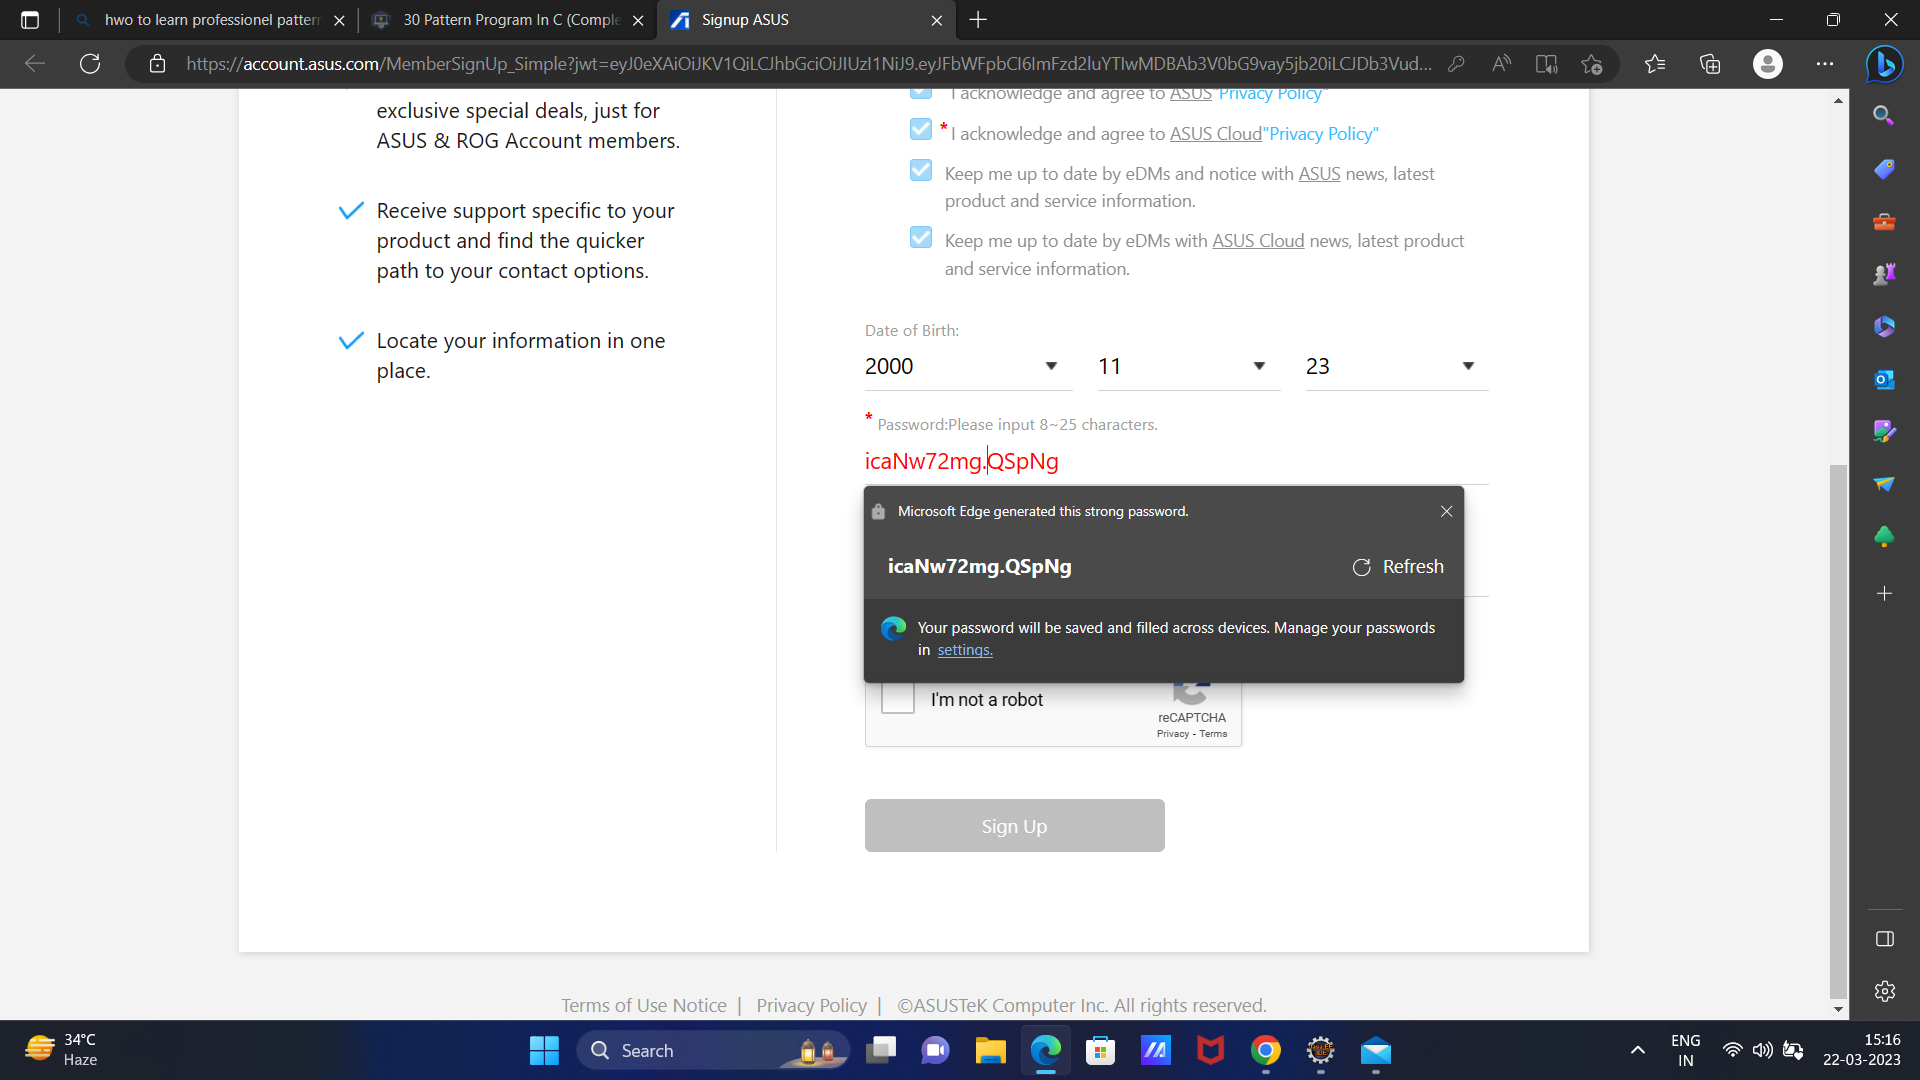 hwo to learn professionel pattern
30 Pattern Program In C (Comple
Signup ASUS
https://account.asus.com/MemberSignUp_Simple?jwt=eyJ0eXAiOiJKV1QiLCJhbGciOiJIUzI1NiJ9.eyJFbWFpbCI6ImFzd2luYTIwMDBAb3V0bG9vay5jb20iLCJDb3Vud...
exclusive special deals, just for
ASUS & ROG Account members.
Receive support specific to your
product and find the quicker
path to your contact options.
Locate your information in one
place.
I acknowledge and agree to ASUS"Privacy Policy"
* I acknowledge and agree to ASUS Cloud"Privacy Policy"
Keep me up to date by eDMs and notice with ASUS news, latest
product and service information.
Keep me up to date by eDMs with ASUS Cloud news, latest product
and service information.
Date of Birth:
2000 11 23
* Password:Please input 8~25 characters.
icaNw72mg.QSpNg
Microsoft Edge generated this strong password.
icaNw72mg.QSpNg Refresh
Your password will be saved and filled across devices. Manage your passwords
in settings.
I'm not a robot
reCAPTCHA
Privacy - Terms
Sign Up
Terms of Use Notice | Privacy Policy | ©ASUSTeK Computer Inc. All rights reserved.
34°C
Haze
Search
ENG
IN
15:16
22-03-2023